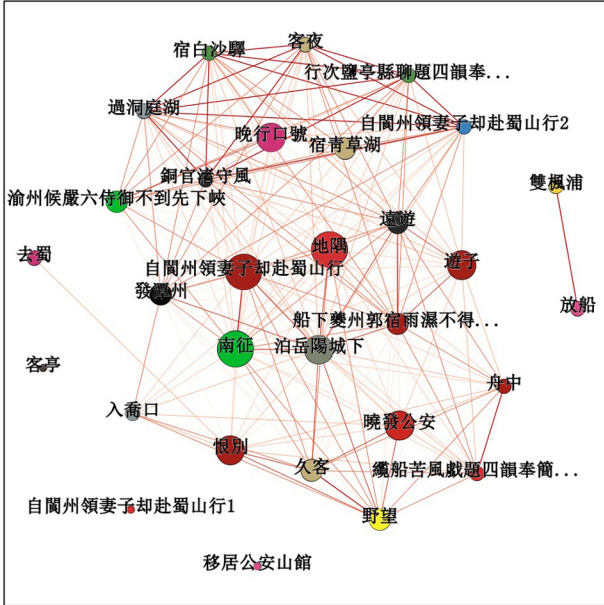 客夜
宿白沙驛
行次鹽亭縣聊題四韻奉...
過洞庭湖
自閬州領妻子却赴蜀山行2
晚行口號
宿青草湖
銅官渚守風
雙楓浦
渝州候嚴六侍御不到先下峽
遠遊
地隅
去蜀
遊子
自閬州領妻子却赴蜀山行
發潭州
放船
船下夔州郭宿雨濕不得...
南征
泊岳陽城下
客亭
舟中
入喬口
曉發公安
恨別
久客
纜船苦風戲題四韻奉簡...
自閬州領妻子却赴蜀山行1
野望
移居公安山館